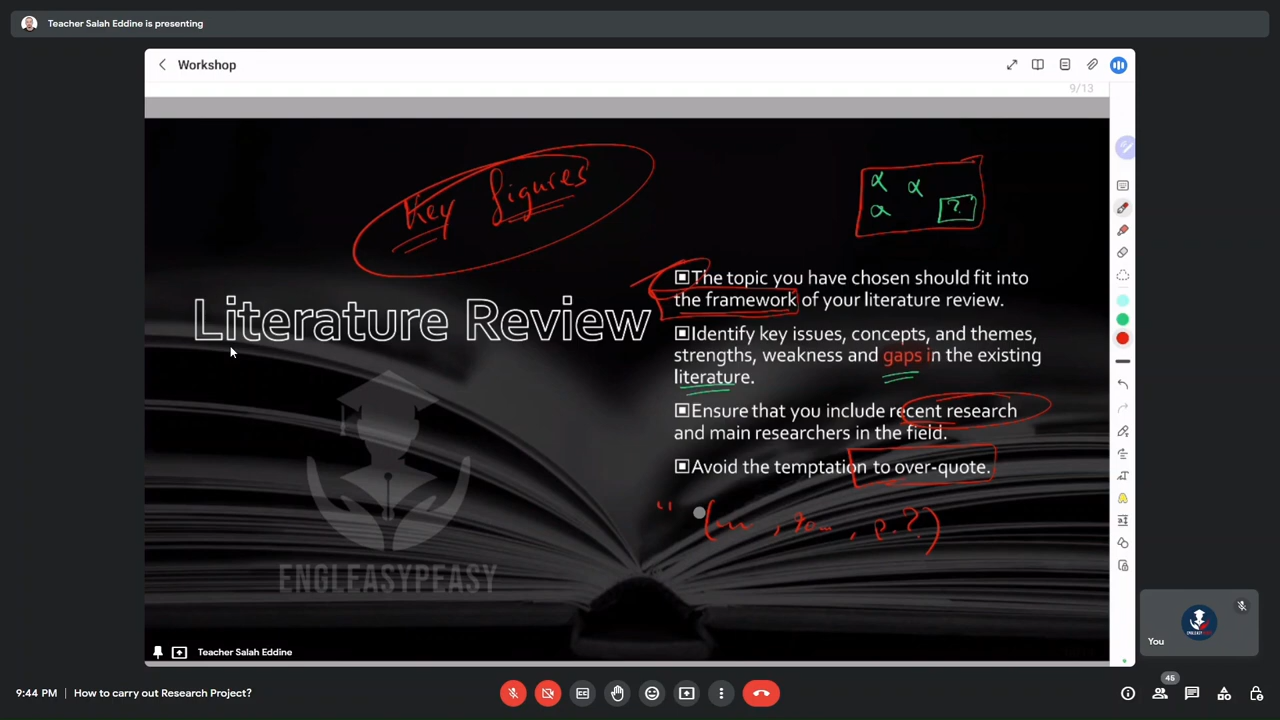 Teacher Salah Eddine is presenting
Workshop
9/13
Key figures
α α
α ?
The topic you have chosen should fit into
the framework of your literature review.
Literature Review
Identify key issues, concepts, and themes,
strengths, weakness and gaps in the existing
literature.
Ensure that you include recent research
and main researchers in the field.
Avoid the temptation to over-quote.
" ( , , p. ?)
ENGLEASYPEASY
You
Teacher Salah Eddine
45
9:44 PM | How to carry out Research Project?